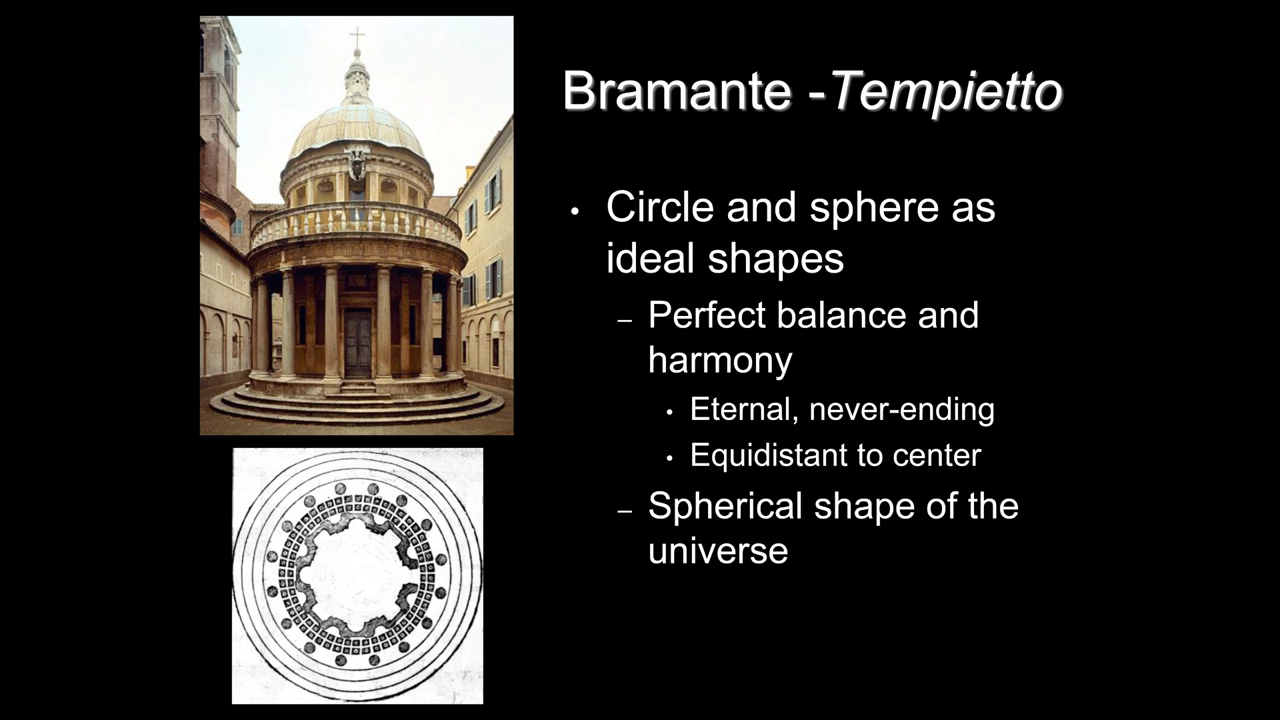 Bramante -Tempietto
• Circle and sphere as
ideal shapes
– Perfect balance and
harmony
• Eternal, never-ending
• Equidistant to center
– Spherical shape of the
universe